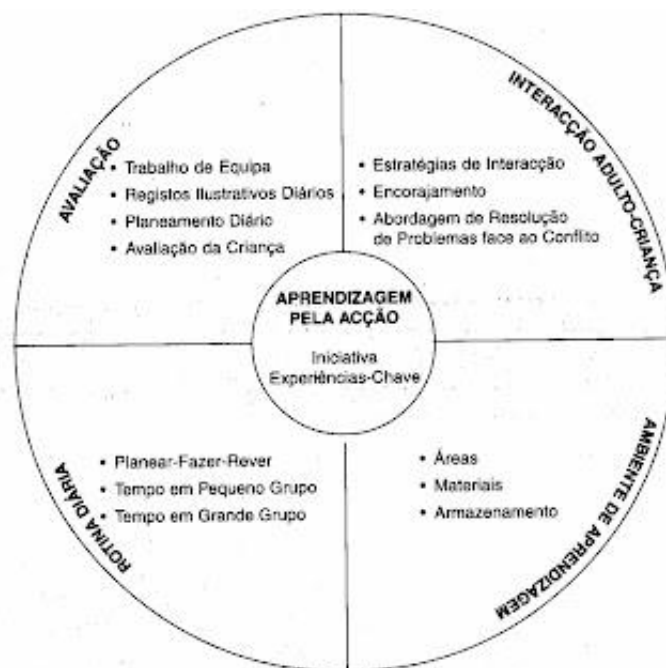 AVALIAÇÃO
• Trabalho de Equipa
• Registos Ilustrativos Diários
• Planeamento Diário
• Avaliação da Criança
INTERACÇÃO ADULTO-CRIANÇA
• Estratégias de Interacção
• Encorajamento
• Abordagem de Resolução
de Problemas face ao Conflito
APRENDIZAGEM
PELA ACÇÃO
Iniciativa
Experiências-Chave
ROTINA DIÁRIA
• Planear-Fazer-Rever
• Tempo em Pequeno Grupo
• Tempo em Grande Grupo
AMBIENTE DE APRENDIZAGEM
• Áreas
• Materiais
• Armazenamento